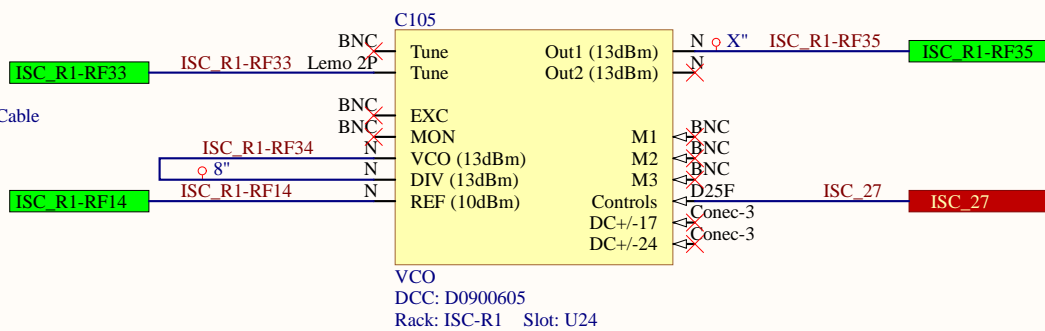 C105
BNC Tune Out1 (13dBm) N X" ISC_R1-RF35 ISC_R1-RF35
ISC_R1-RF33 ISC_R1-RF33 Lemo 2P Tune Out2 (13dBm) N
BNC EXC
Cable
BNC MON M1 BNC
ISC_R1-RF34 N VCO (13dBm) M2 BNC
8" N DIV (13dBm) M3 BNC
ISC_R1-RF14 ISC_R1-RF14 N REF (10dBm) Controls D25F ISC_27 ISC_27
DC+/-17 Conec-3
DC+/-24 Conec-3
VCO
DCC: D0900605
Rack: ISC-R1 Slot: U24